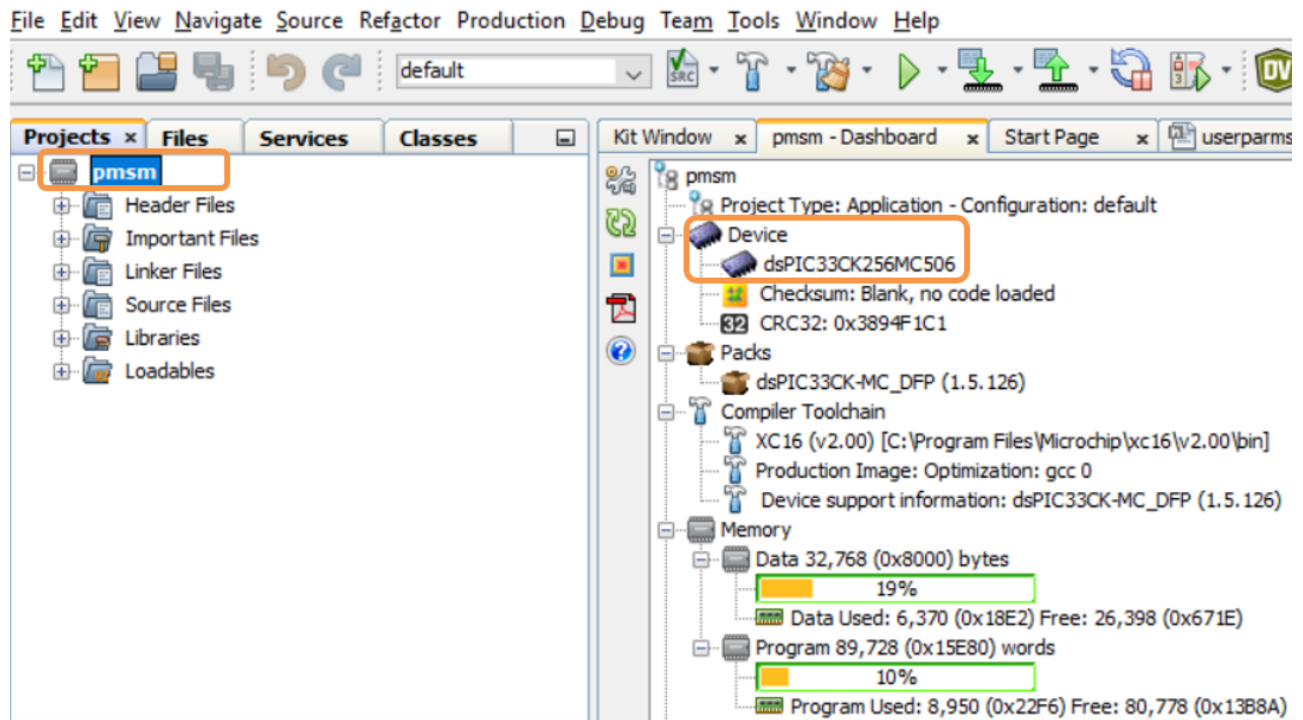 File Edit View Navigate Source Refactor Production Debug Team Tools Window Help
default
SRC
DV
Projects x Files Services Classes
Kit Window x pmsm - Dashboard x Start Page x userparms
pmsm
Header Files
Important Files
Linker Files
Source Files
Libraries
Loadables
pmsm
Project Type: Application - Configuration: default
Device
dsPIC33CK256MC506
Checksum: Blank, no code loaded
32 CRC32: 0x3894F1C1
Packs
dsPIC33CK-MC_DFP (1.5.126)
Compiler Toolchain
XC16 (v2.00) [C:\Program Files\Microchip\xc16\v2.00\bin]
Production Image: Optimization: gcc 0
Device support information: dsPIC33CK-MC_DFP (1.5.126)
Memory
Data 32,768 (0x8000) bytes
19%
Data Used: 6,370 (0x18E2) Free: 26,398 (0x671E)
Program 89,728 (0x15E80) words
10%
Program Used: 8,950 (0x22F6) Free: 80,778 (0x13B8A)